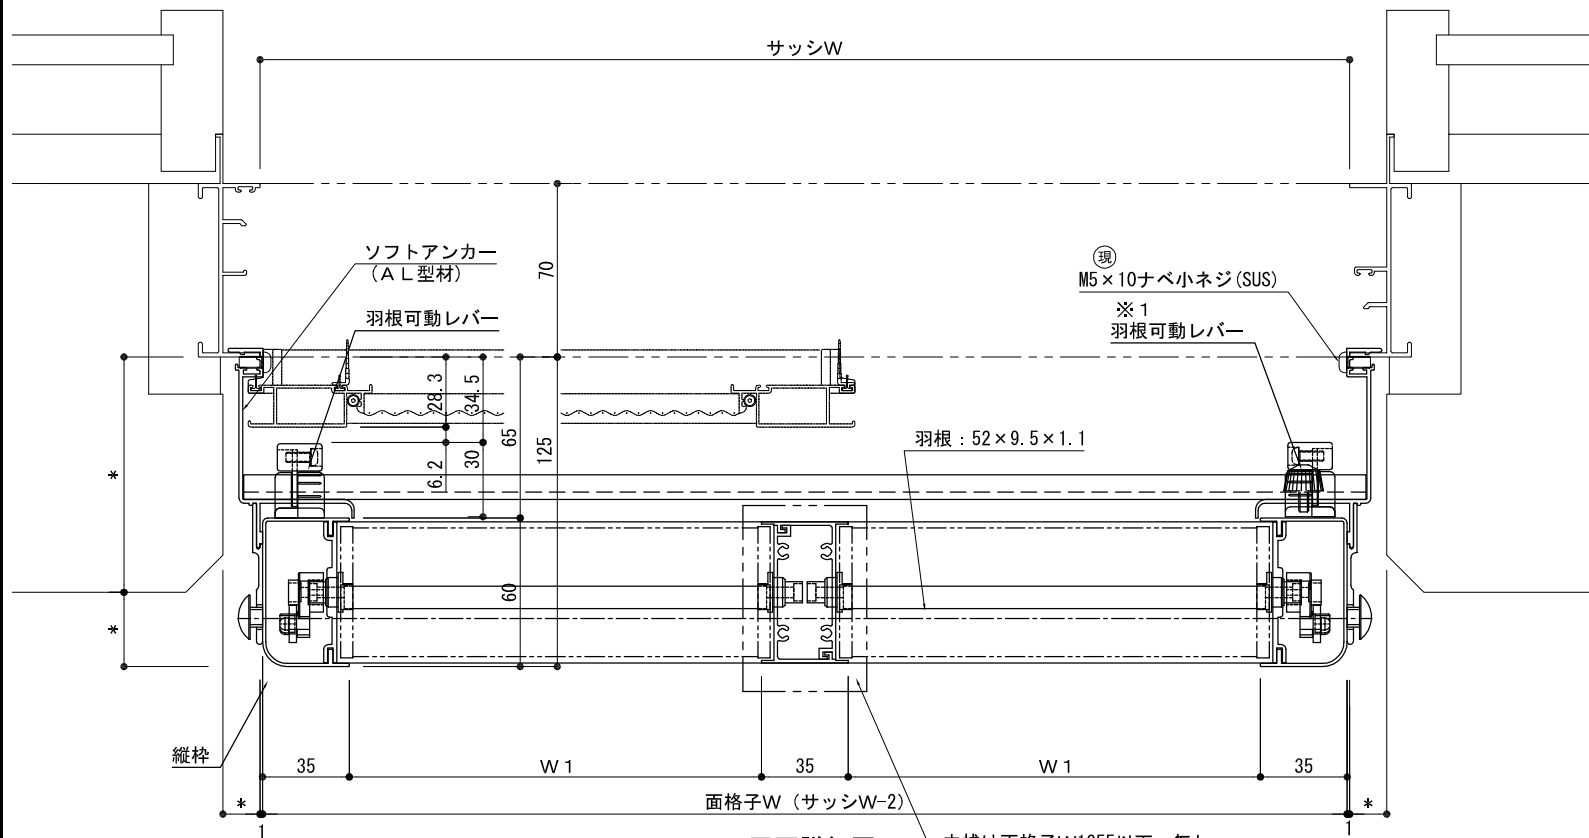 サッシW
ソフトアンカー
(AL型材)
70
現
M5×10ナベ小ネジ(SUS)
※1
羽根可動レバー
羽根可動レバー
28.3
34.5
65
125
6.2
30
羽根：52×9.5×1.1
*
*
60
縦枠
35
W1
35
W1
35
*
面格子W (サッシW-2)
*
1
1